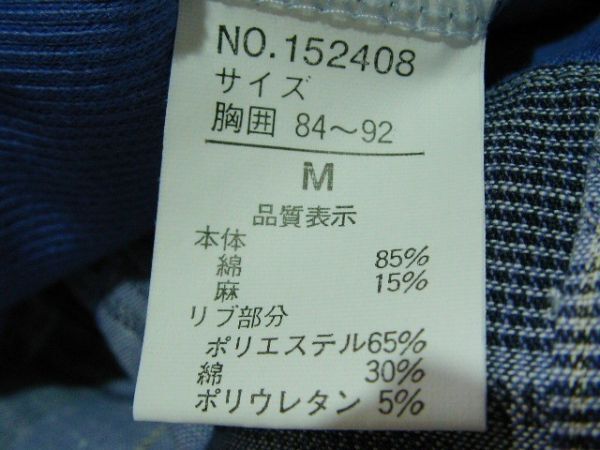 NO.152408
サイズ
胸囲 84〜92
M
品質表示
本体
綿 85%
麻 15%
リブ部分
ポリエステル65%
綿 30%
ポリウレタン 5%